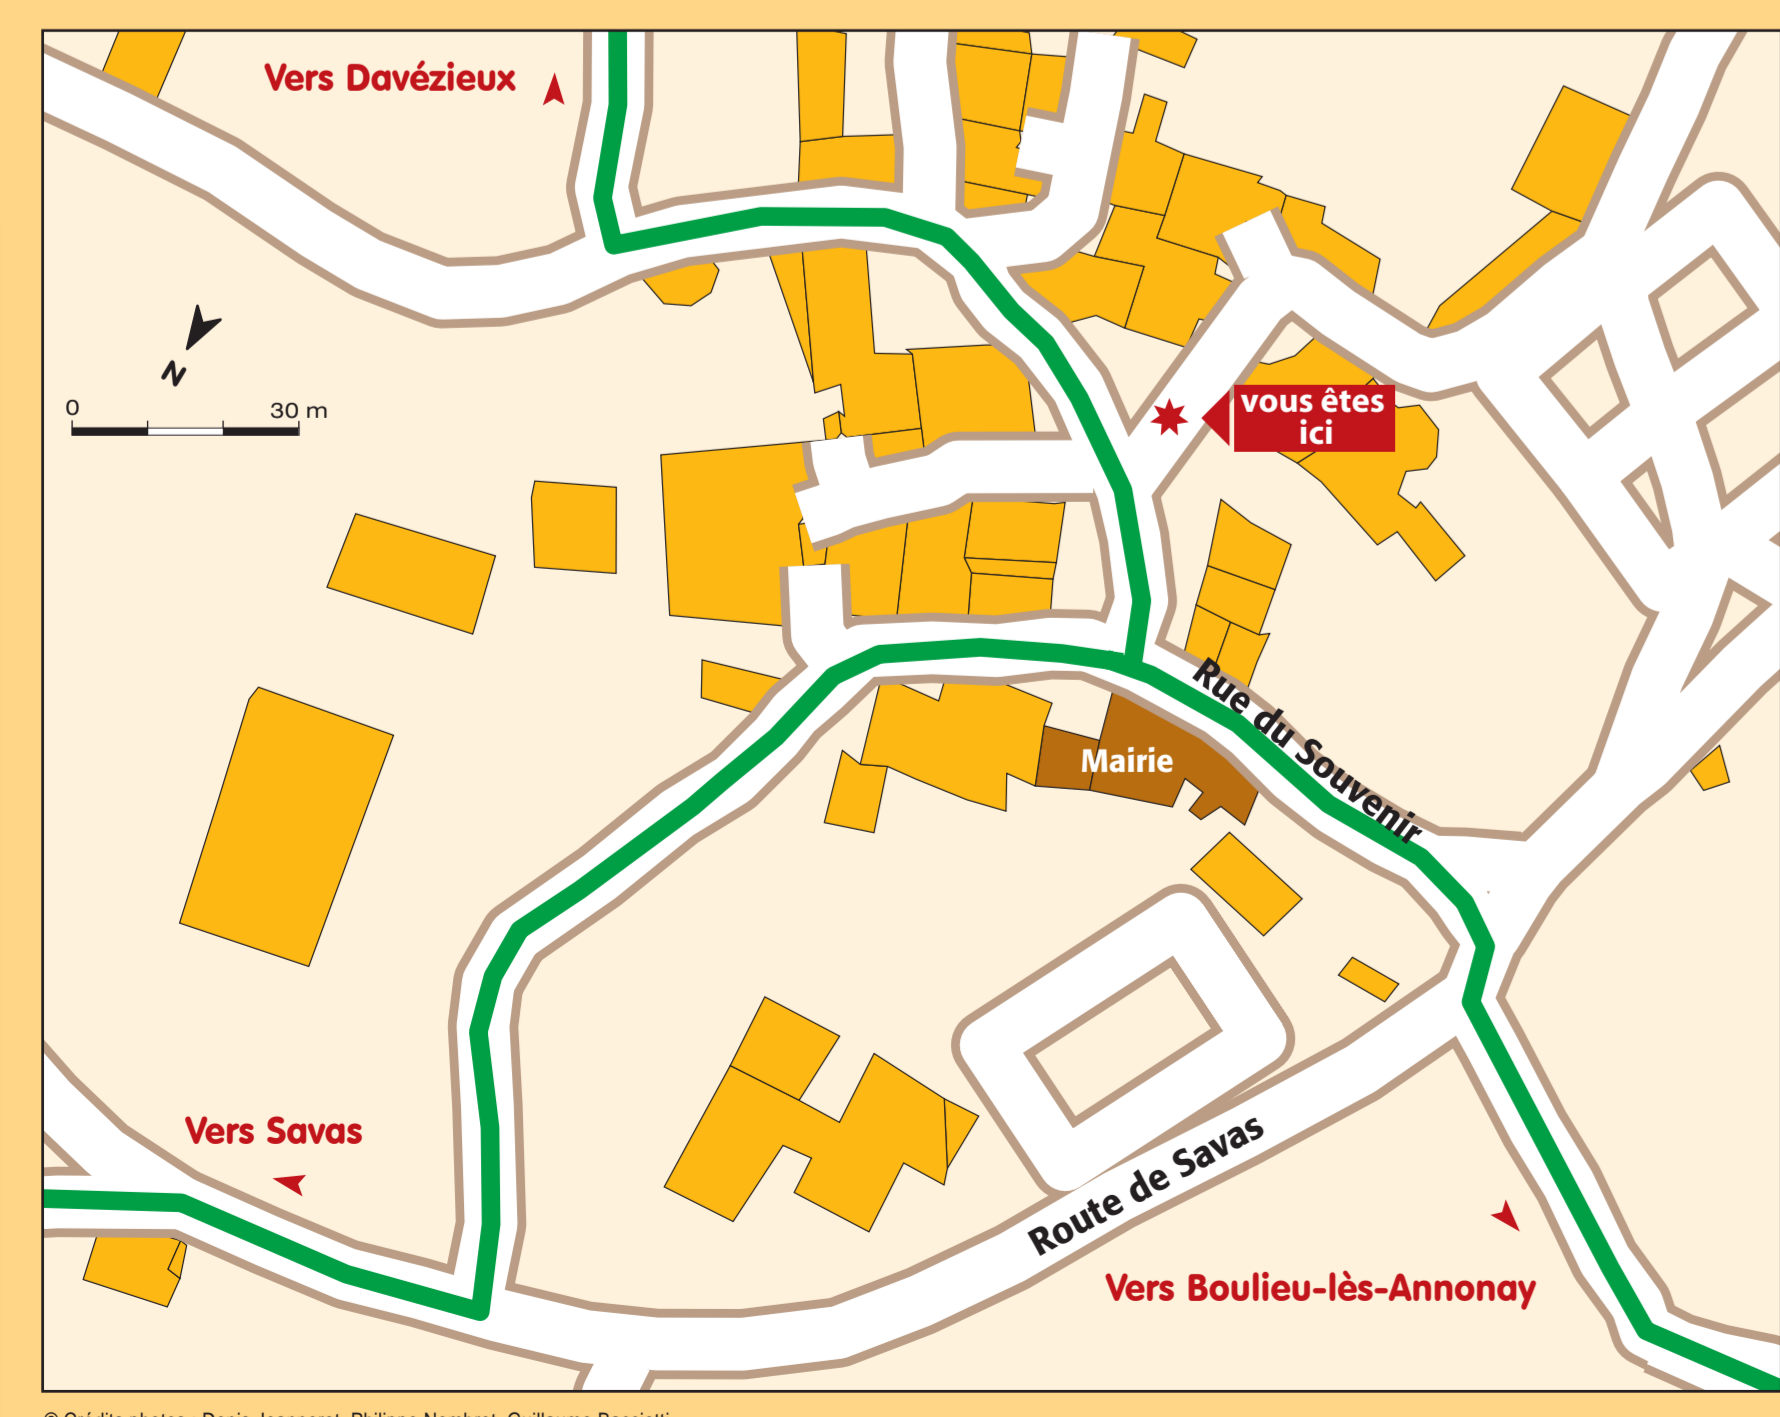 Vers Davézieux
N
0 30 m
vous êtes
ici
Rue du Souvenir
Mairie
Vers Savas
Route de Savas
Vers Boulieu-lès-Annonay